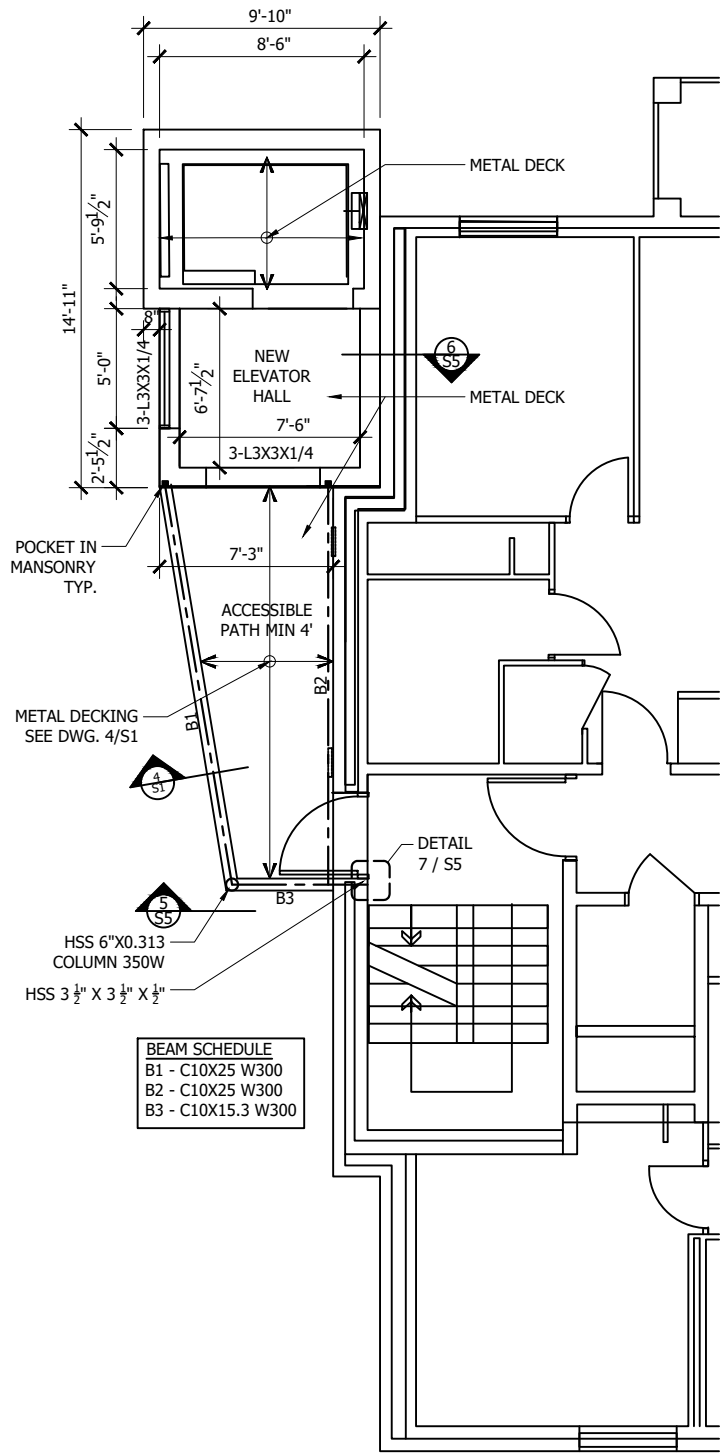 9'-10"
8'-6"
METAL DECK
5'-9½"
14'-11"
8"
3-L3X3X1/4
5'-0"
6'-7½"
NEW
ELEVATOR
HALL
6
S5
METAL DECK
7'-6"
3-L3X3X1/4
2'-5½"
POCKET IN
MANSONRY
TYP.
7'-3"
ACCESSIBLE
PATH MIN 4'
B2
METAL DECKING
SEE DWG. 4/S1
B1
4
S1
DETAIL
7 / S5
B3
5
S5
HSS 6"X0.313
COLUMN 350W
HSS 3 ½" X 3 ½" X ½"
BEAM SCHEDULE
B1 - C10X25 W300
B2 - C10X25 W300
B3 - C10X15.3 W300